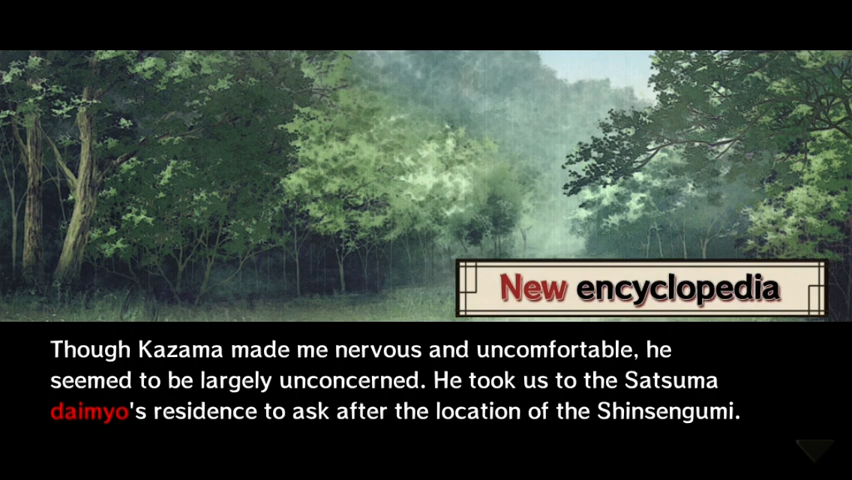 New encyclopedia
Though Kazama made me nervous and uncomfortable, he
seemed to be largely unconcerned. He took us to the Satsuma
daimyo's residence to ask after the location of the Shinsengumi.